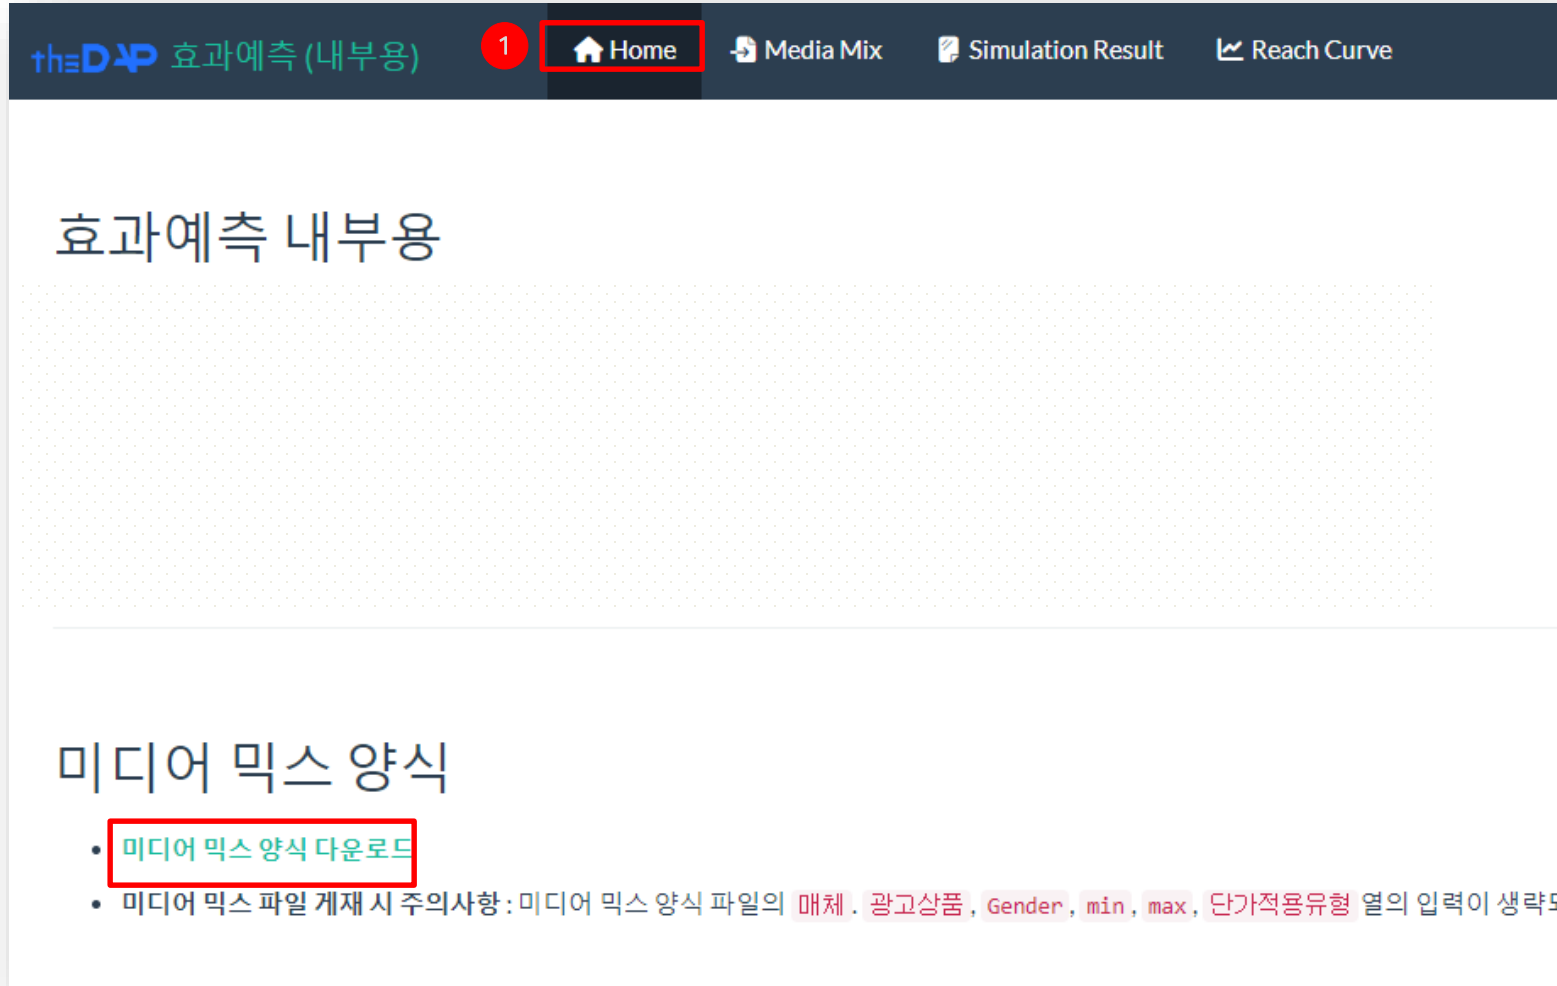 theDAP 효과예측 (내부용) 1 Home Media Mix Simulation Result Reach Curve
효과예측 내부용
미디어 믹스 양식
• 미디어 믹스 양식 다운로드
• 미디어 믹스 파일 게재 시 주의사항 : 미디어 믹스 양식 파일의 매체 . 광고상품 , Gender , min , max , 단가적용유형 열의 입력이